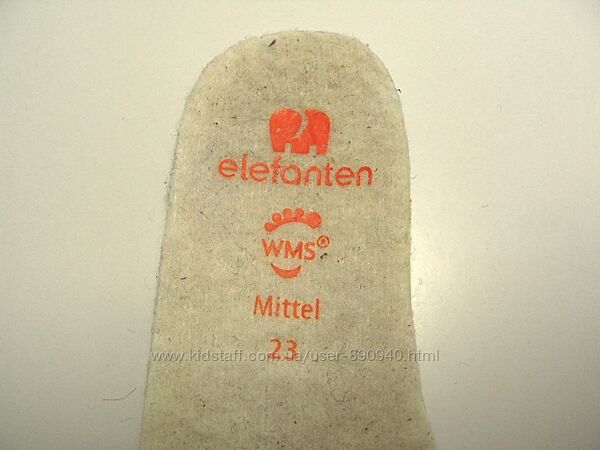 elefanten
WMS®
Mittel
23
www.kidstaff.com.ua/user-890940.html